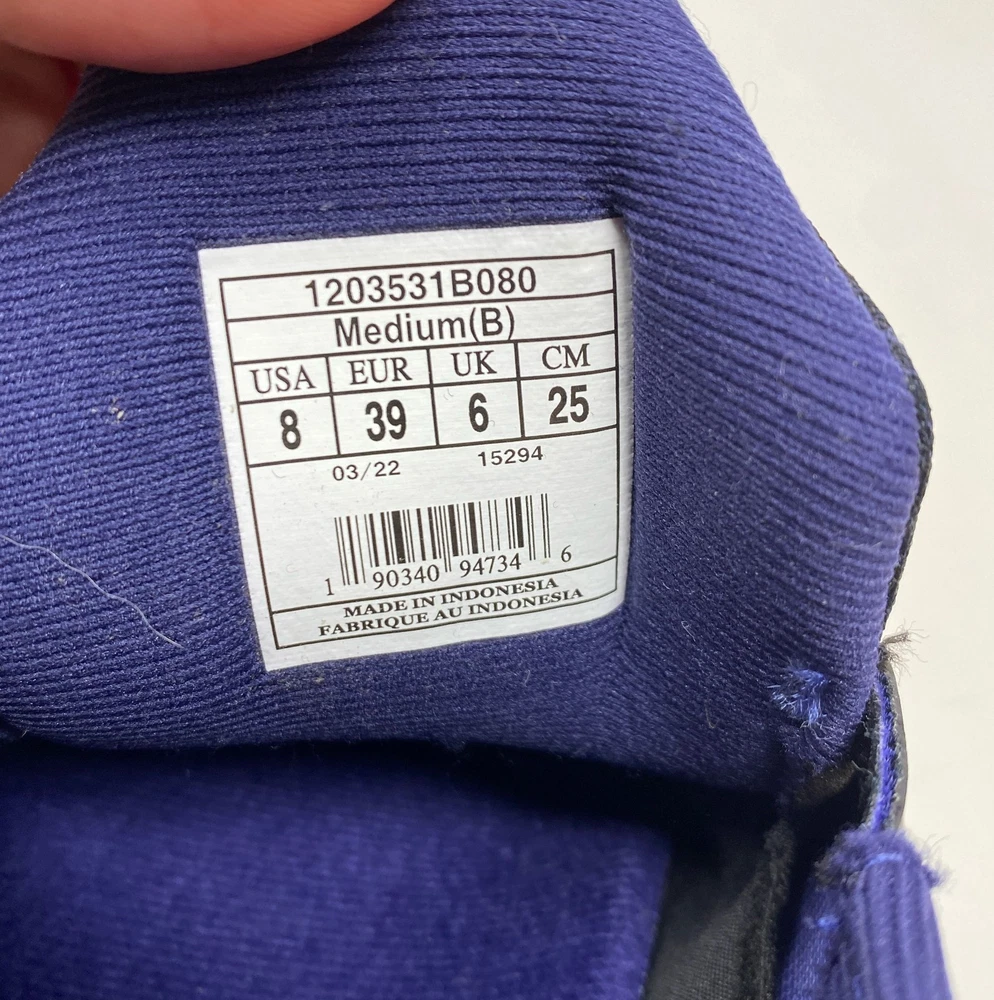 1203531B080
Medium(B)
USA EUR UK CM
8 39 6 25
03/22 15294
1 90340 94734 6
MADE IN INDONESIA
FABRIQUE AU INDONESIA